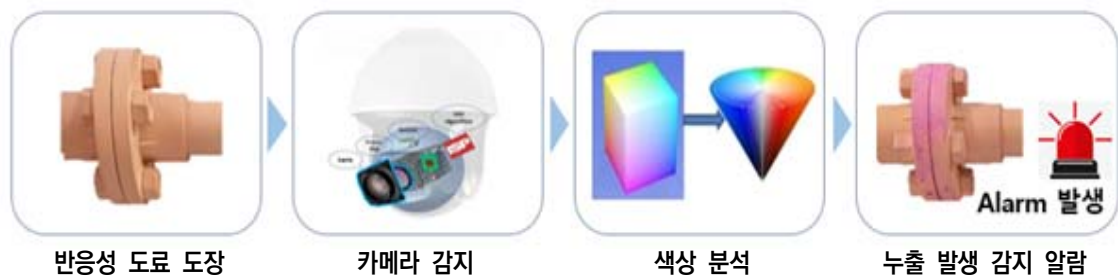 ISP
Alarm 발생
반응성 도료 도장
카메라 감지
색상 분석
누출 발생 감지 알람